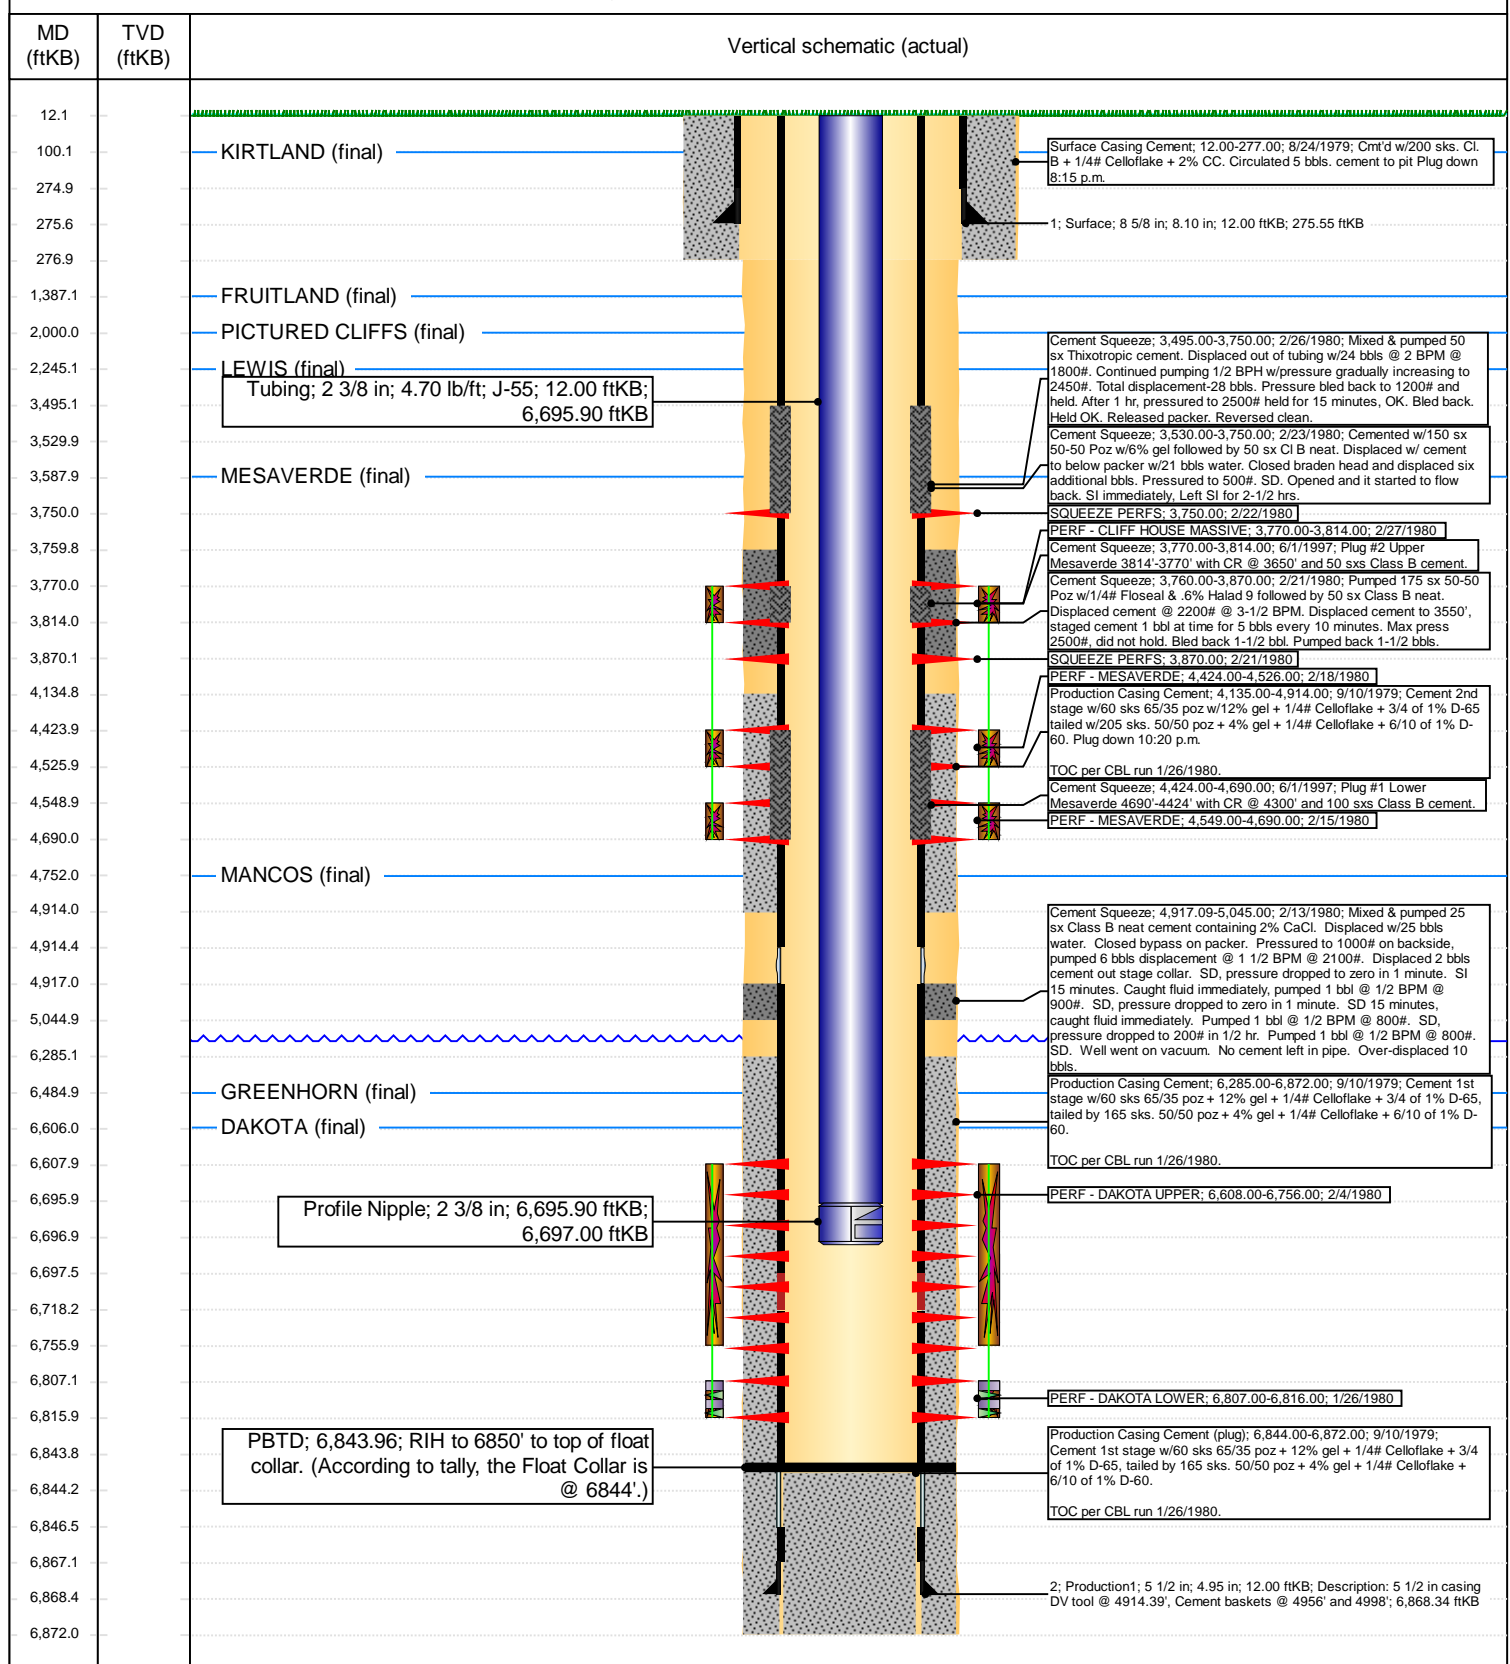 MD
(ftKB)
TVD
(ftKB)
Vertical schematic (actual)
12.1
100.1
274.9
275.6
276.9
1,387.1
2,000.0
2,245.1
3,495.1
3,529.9
3,587.9
3,750.0
3,759.8
3,770.0
3,814.0
3,870.1
4,134.8
4,423.9
4,525.9
4,548.9
4,690.0
4,752.0
4,914.0
4,914.4
4,917.0
5,044.9
6,285.1
6,484.9
6,606.0
6,607.9
6,695.9
6,696.9
6,697.5
6,718.2
6,755.9
6,807.1
6,815.9
6,843.8
6,844.2
6,846.5
6,867.1
6,868.4
6,872.0
KIRTLAND (final)
FRUITLAND (final)
PICTURED CLIFFS (final)
LEWIS (final)
Tubing; 2 3/8 in; 4.70 lb/ft; J-55; 12.00 ftKB;
6,695.90 ftKB
MESAVERDE (final)
MANCOS (final)
GREENHORN (final)
DAKOTA (final)
Profile Nipple; 2 3/8 in; 6,695.90 ftKB;
6,697.00 ftKB
PBTD; 6,843.96; RIH to 6850' to top of float
collar. (According to tally, the Float Collar is
@ 6844'.)
Surface Casing Cement; 12.00-277.00; 8/24/1979; Cmt'd w/200 sks. Cl.
B + 1/4# Celloflake + 2% CC. Circulated 5 bbls. cement to pit Plug down
8:15 p.m.
1; Surface; 8 5/8 in; 8.10 in; 12.00 ftKB; 275.55 ftKB
Cement Squeeze; 3,495.00-3,750.00; 2/26/1980; Mixed & pumped 50
sx Thixotropic cement. Displaced out of tubing w/24 bbls @ 2 BPM @
1800#. Continued pumping 1/2 BPH w/pressure gradually increasing to
2450#. Total displacement-28 bbls. Pressure bled back to 1200# and
held. After 1 hr, pressured to 2500# held for 15 minutes, OK. Bled back.
Held OK. Released packer. Reversed clean.
Cement Squeeze; 3,530.00-3,750.00; 2/23/1980; Cemented w/150 sx
50-50 Poz w/6% gel followed by 50 sx Cl B neat. Displaced w/ cement
to below packer w/21 bbls water. Closed braden head and displaced six
additional bbls. Pressured to 500#. SD. Opened and it started to flow
back. SI immediately, Left SI for 2-1/2 hrs.
SQUEEZE PERFS; 3,750.00; 2/22/1980
PERF - CLIFF HOUSE MASSIVE; 3,770.00-3,814.00; 2/27/1980
Cement Squeeze; 3,770.00-3,814.00; 6/1/1997; Plug #2 Upper
Mesaverde 3814'-3770' with CR @ 3650' and 50 sxs Class B cement.
Cement Squeeze; 3,760.00-3,870.00; 2/21/1980; Pumped 175 sx 50-50
Poz w/1/4# Floseal & .6% Halad 9 followed by 50 sx Class B neat.
Displaced cement @ 2200# @ 3-1/2 BPM. Displaced cement to 3550',
staged cement 1 bbl at time for 5 bbls every 10 minutes. Max press
2500#, did not hold. Bled back 1-1/2 bbl. Pumped back 1-1/2 bbls.
SQUEEZE PERFS; 3,870.00; 2/21/1980
PERF - MESAVERDE; 4,424.00-4,526.00; 2/18/1980
Production Casing Cement; 4,135.00-4,914.00; 9/10/1979; Cement 2nd
stage w/60 sks 65/35 poz w/12% gel + 1/4# Celloflake + 3/4 of 1% D-65
tailed w/205 sks. 50/50 poz + 4% gel + 1/4# Celloflake + 6/10 of 1% D-
60. Plug down 10:20 p.m.
TOC per CBL run 1/26/1980.
Cement Squeeze; 4,424.00-4,690.00; 6/1/1997; Plug #1 Lower
Mesaverde 4690'-4424' with CR @ 4300' and 100 sxs Class B cement.
PERF - MESAVERDE; 4,549.00-4,690.00; 2/15/1980
Cement Squeeze; 4,917.09-5,045.00; 2/13/1980; Mixed & pumped 25
sx Class B neat cement containing 2% CaCl. Displaced w/25 bbls
water. Closed bypass on packer. Pressured to 1000# on backside,
pumped 6 bbls displacement @ 1 1/2 BPM @ 2100#. Displaced 2 bbls
cement out stage collar. SD, pressure dropped to zero in 1 minute. SI
15 minutes. Caught fluid immediately, pumped 1 bbl @ 1/2 BPM @
900#. SD, pressure dropped to zero in 1 minute. SD 15 minutes,
caught fluid immediately. Pumped 1 bbl @ 1/2 BPM @ 800#. SD,
pressure dropped to 200# in 1/2 hr. Pumped 1 bbl @ 1/2 BPM @ 800#.
SD. Well went on vacuum. No cement left in pipe. Over-displaced 10
bbls.
Production Casing Cement; 6,285.00-6,872.00; 9/10/1979; Cement 1st
stage w/60 sks 65/35 poz + 12% gel + 1/4# Celloflake + 3/4 of 1% D-65,
tailed by 165 sks. 50/50 poz + 4% gel + 1/4# Celloflake + 6/10 of 1% D-
60.
TOC per CBL run 1/26/1980.
PERF - DAKOTA UPPER; 6,608.00-6,756.00; 2/4/1980
PERF - DAKOTA LOWER; 6,807.00-6,816.00; 1/26/1980
Production Casing Cement (plug); 6,844.00-6,872.00; 9/10/1979;
Cement 1st stage w/60 sks 65/35 poz + 12% gel + 1/4# Celloflake + 3/4
of 1% D-65, tailed by 165 sks. 50/50 poz + 4% gel + 1/4# Celloflake +
6/10 of 1% D-60.
TOC per CBL run 1/26/1980.
2; Production1; 5 1/2 in; 4.95 in; 12.00 ftKB; Description: 5 1/2 in casing
DV tool @ 4914.39', Cement baskets @ 4956' and 4998'; 6,868.34 ftKB